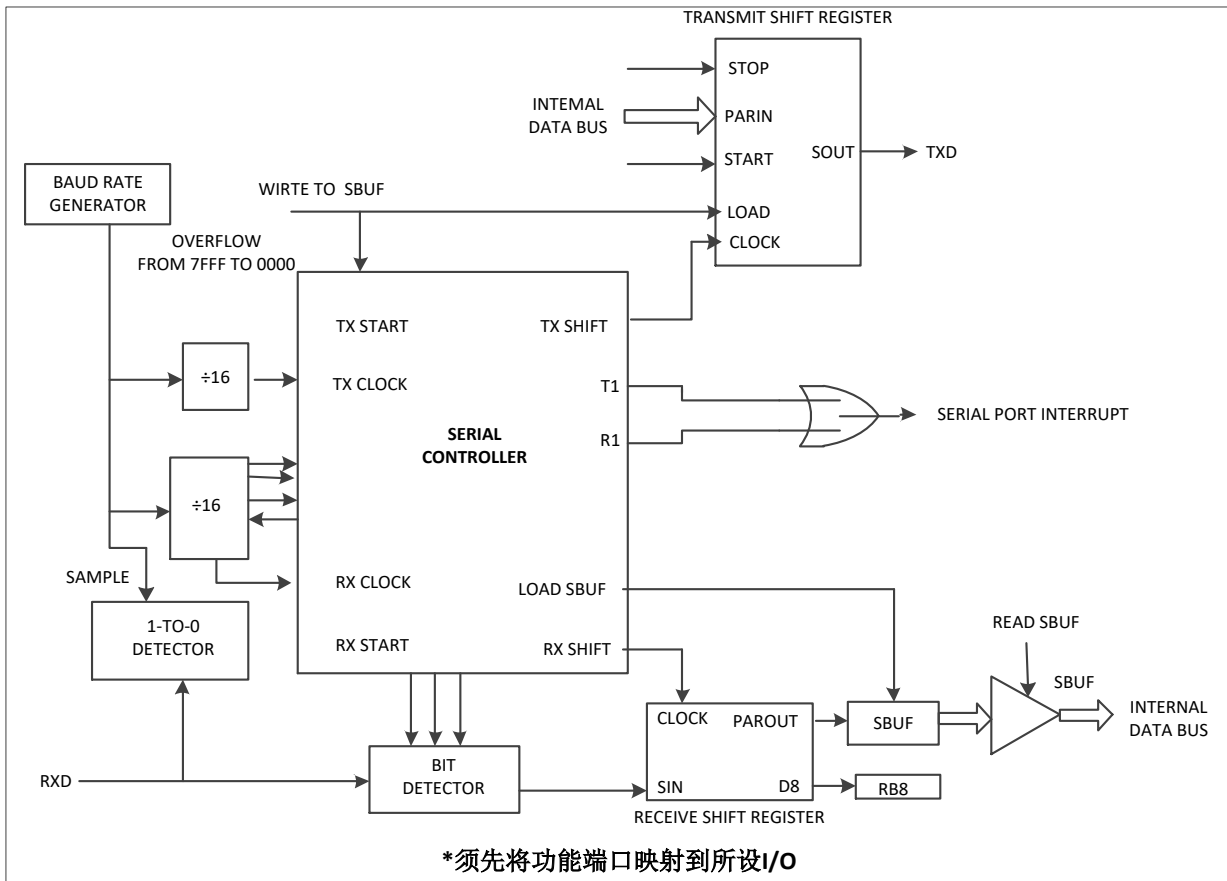 TRANSMIT SHIFT REGISTER
STOP
INTEMAL
DATA BUS
PARIN
START
SOUT
TXD
LOAD
CLOCK
BAUD RATE
GENERATOR
WIRTE TO SBUF
OVERFLOW
FROM 7FFF TO 0000
TX START
TX SHIFT
÷16
TX CLOCK
T1
R1
SERIAL PORT INTERRUPT
SERIAL
CONTROLLER
÷16
SAMPLE
RX CLOCK
LOAD SBUF
1-TO-0
DETECTOR
RX START
RX SHIFT
READ SBUF
SBUF
CLOCK
PAROUT
SBUF
INTERNAL
DATA BUS
RXD
BIT
DETECTOR
SIN
D8
RB8
RECEIVE SHIFT REGISTER
*须先将功能端口映射到所设I/O